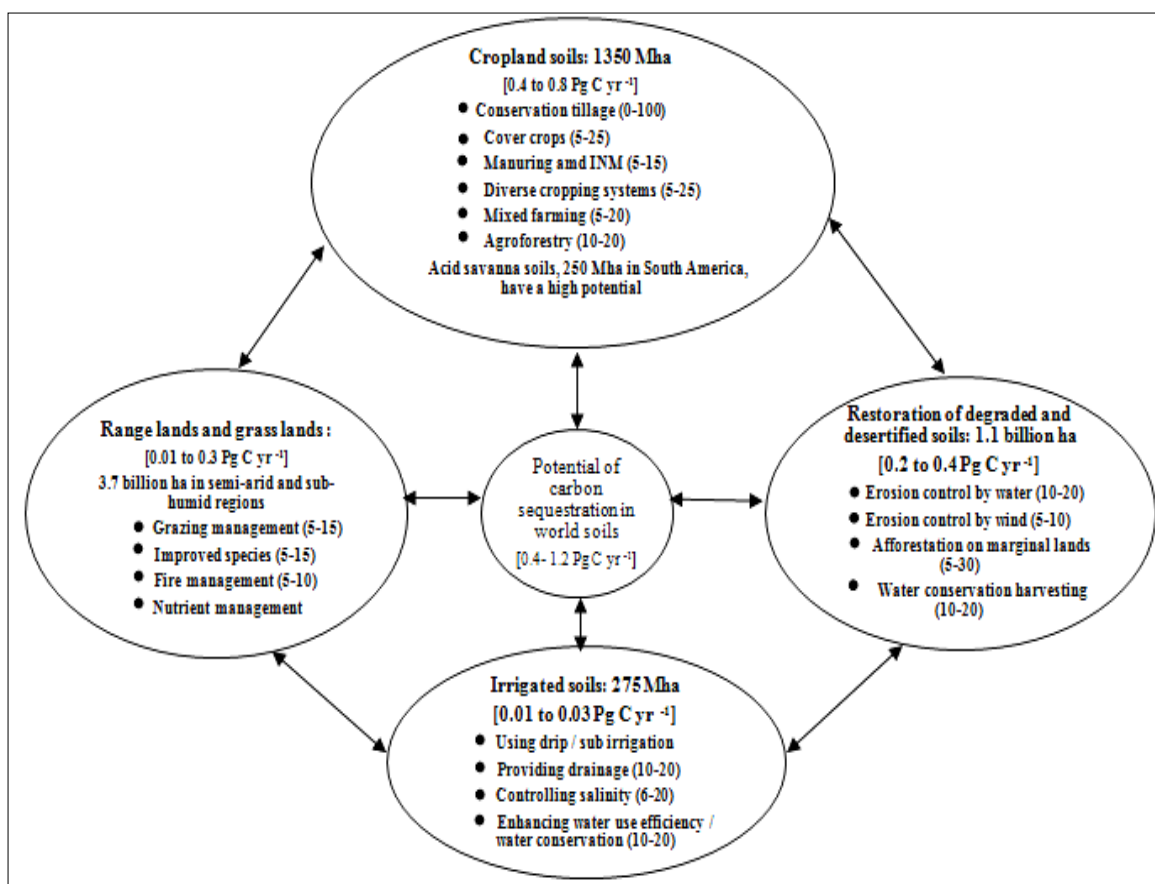 Cropland soils: 1350 Mha
[0.4 to 0.8 Pg C yr ⁻¹]
● Conservation tillage (0-100)
● Cover crops (5-25)
● Manuring amd INM (5-15)
● Diverse cropping systems (5-25)
● Mixed farming (5-20)
● Agroforestry (10-20)
Acid savanna soils, 250 Mha in South America,
have a high potential
Range lands and grass lands :
[0.01 to 0.3 Pg C yr ⁻¹]
3.7 billion ha in semi-arid and sub-
humid regions
● Grazing management (5-15)
● Improved species (5-15)
● Fire management (5-10)
● Nutrient management
Potential of
carbon
sequestration in
world soils
[0.4- 1.2 Pg C yr⁻¹]
Restoration of degraded and
desertified soils: 1.1 billion ha
[0.2 to 0.4 Pg C yr ⁻¹]
● Erosion control by water (10-20)
● Erosion control by wind (5-10)
● Afforestation on marginal lands
(5-30)
● Water conservation harvesting
(10-20)
Irrigated soils: 275 Mha
[0.01 to 0.03 Pg C yr ⁻¹]
● Using drip / sub irrigation
● Providing drainage (10-20)
● Controlling salinity (6-20)
● Enhancing water use efficiency /
water conservation (10-20)